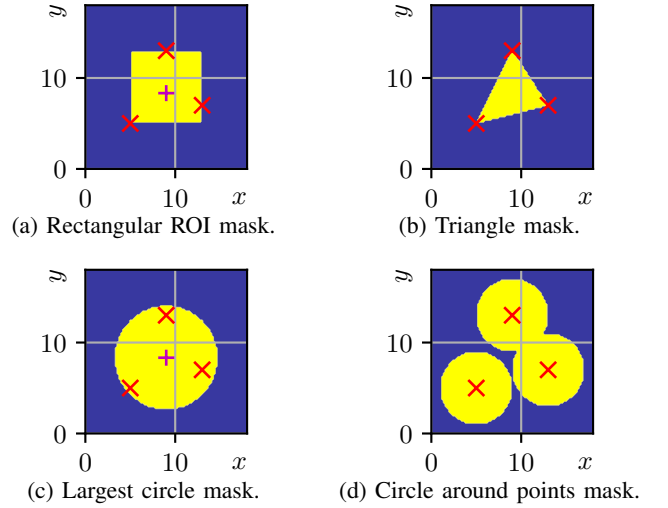 y
10
0
0 10 x
(a) Rectangular ROI mask.
y
10
0
0 10 x
(b) Triangle mask.
y
10
0
0 10 x
(c) Largest circle mask.
y
10
0
0 10 x
(d) Circle around points mask.